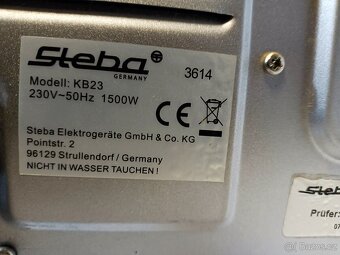 Steba
GERMANY
3614
Modell: KB23
230V~50Hz 1500W
CE
Steba Elektrogeräte GmbH & Co. KG
Pointstr. 2
96129 Strullendorf / Germany
NICHT IN WASSER TAUCHEN !
Steba
Prüfer:
07